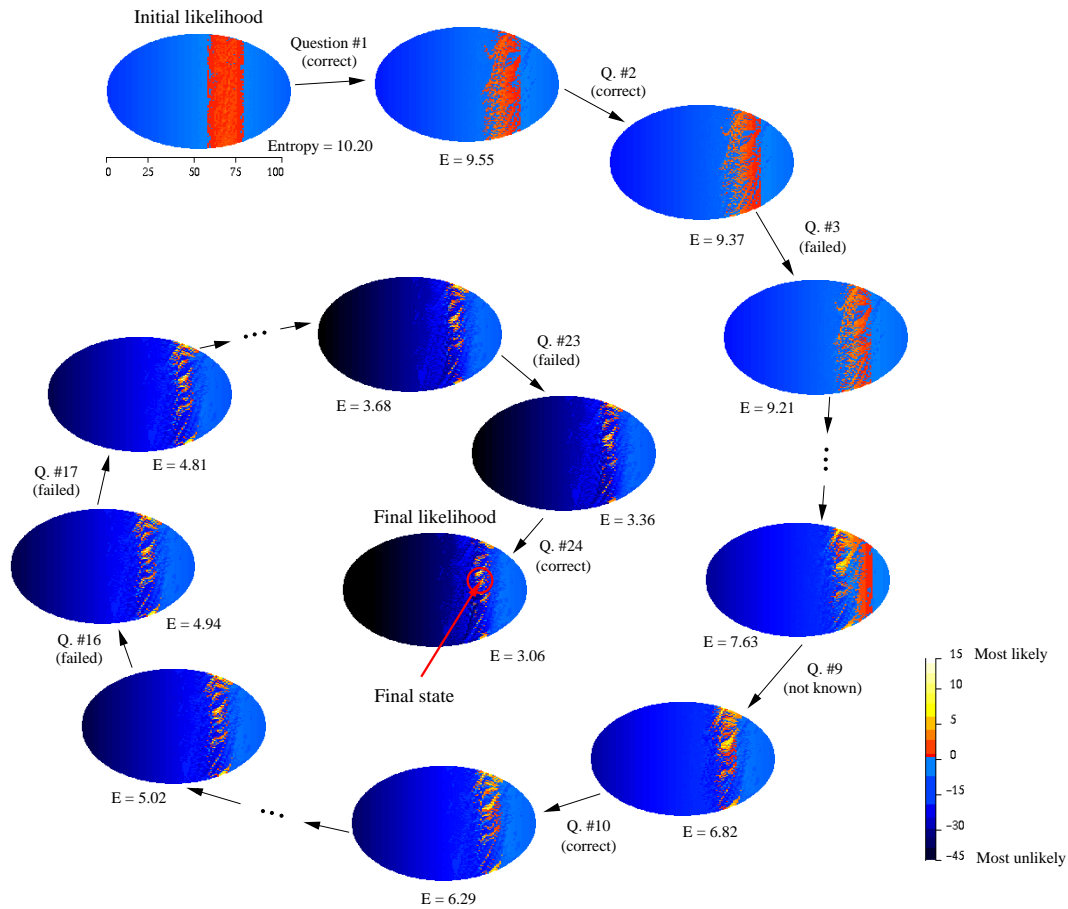 Initial likelihood
Question #1
(correct)
Entropy = 10.20
0 25 50 75 100
E = 9.55
Q. #2
(correct)
E = 9.37
Q. #3
(failed)
E = 9.21
...
E = 7.63
Q. #9
(not known)
E = 6.82
Q. #10
(correct)
E = 6.29
...
E = 5.02
Q. #16
(failed)
E = 4.94
Q. #17
(failed)
E = 4.81
...
E = 3.68
Q. #23
(failed)
E = 3.36
Q. #24
(correct)
Final likelihood
E = 3.06
Final state
15 Most likely
10
5
0
-15
-30
-45 Most unlikely